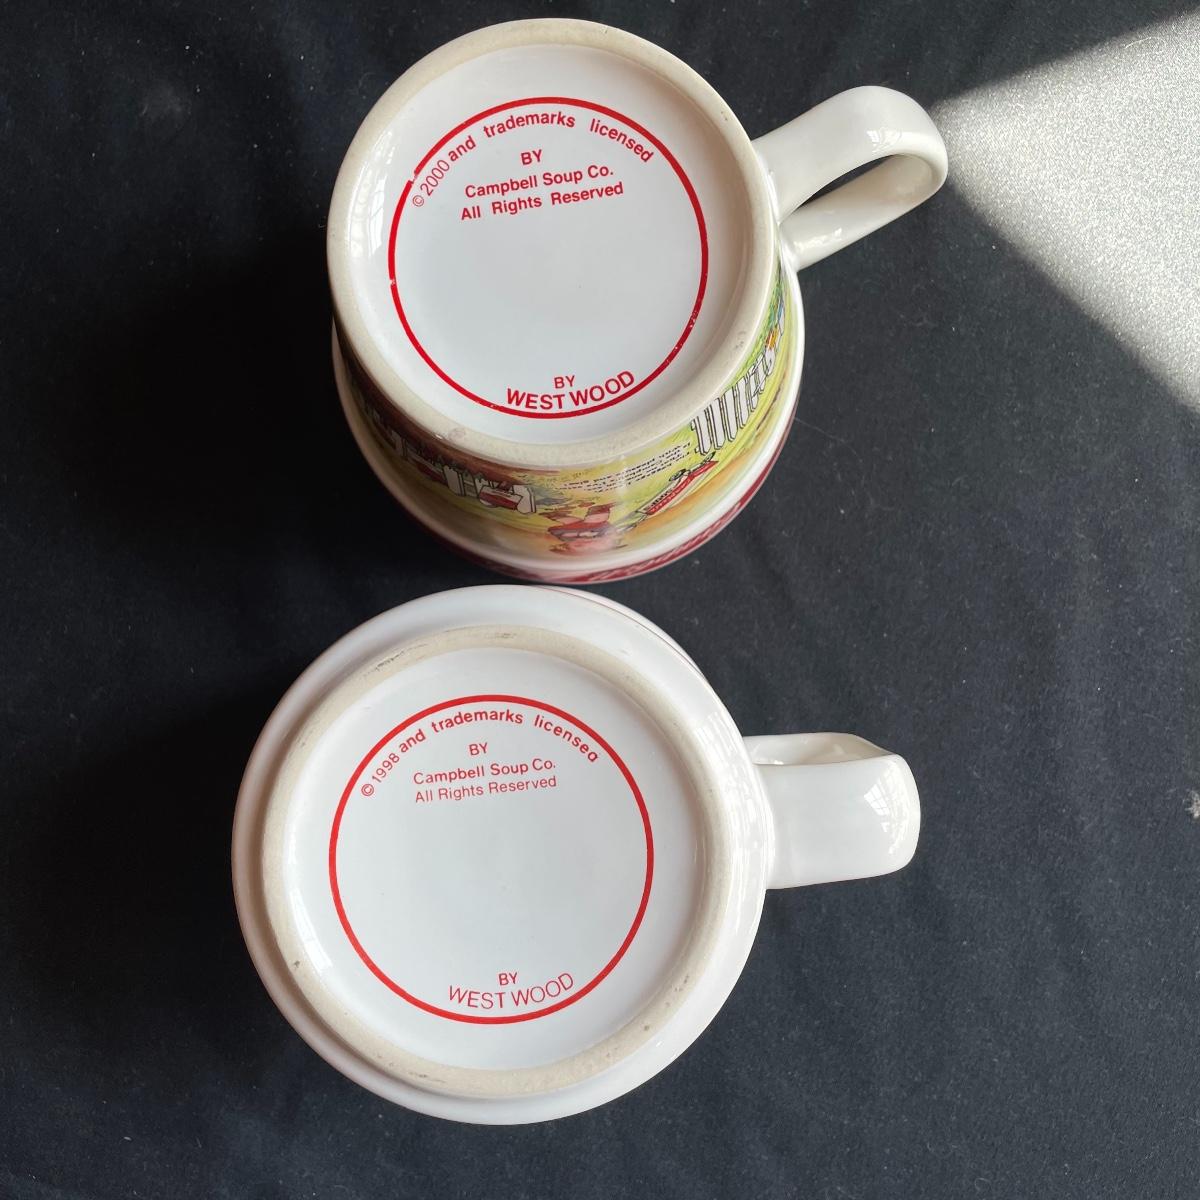 © 2000 and trademarks licensed
BY
Campbell Soup Co.
All Rights Reserved
BY
WEST WOOD
© 1998 and trademarks licensed
BY
Campbell Soup Co.
All Rights Reserved
BY
WEST WOOD